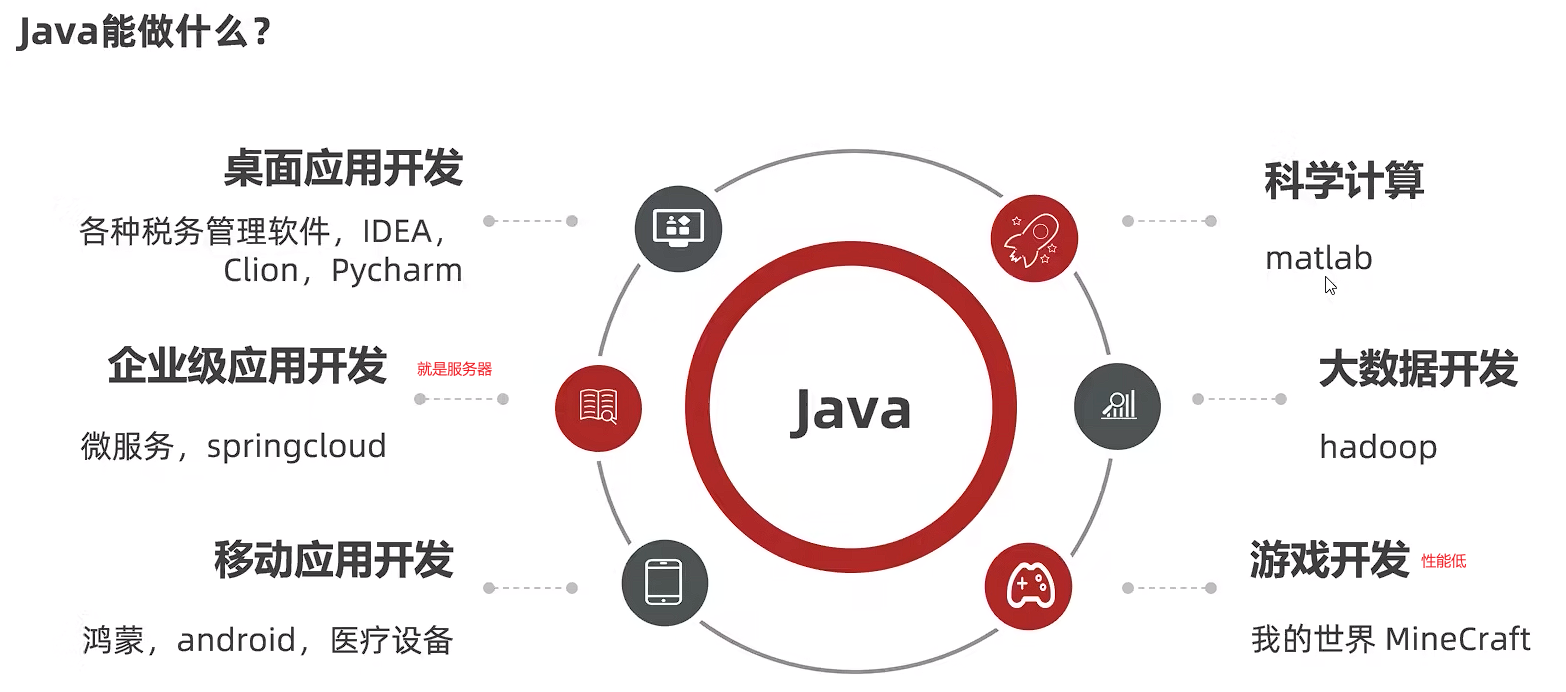 Java能做什么？
桌面应用开发
各种税务管理软件，IDEA，
Clion，Pycharm
企业级应用开发
就是服务器
微服务，springcloud
移动应用开发
鸿蒙，android，医疗设备
Java
科学计算
matlab
大数据开发
hadoop
游戏开发
性能低
我的世界 MineCraft